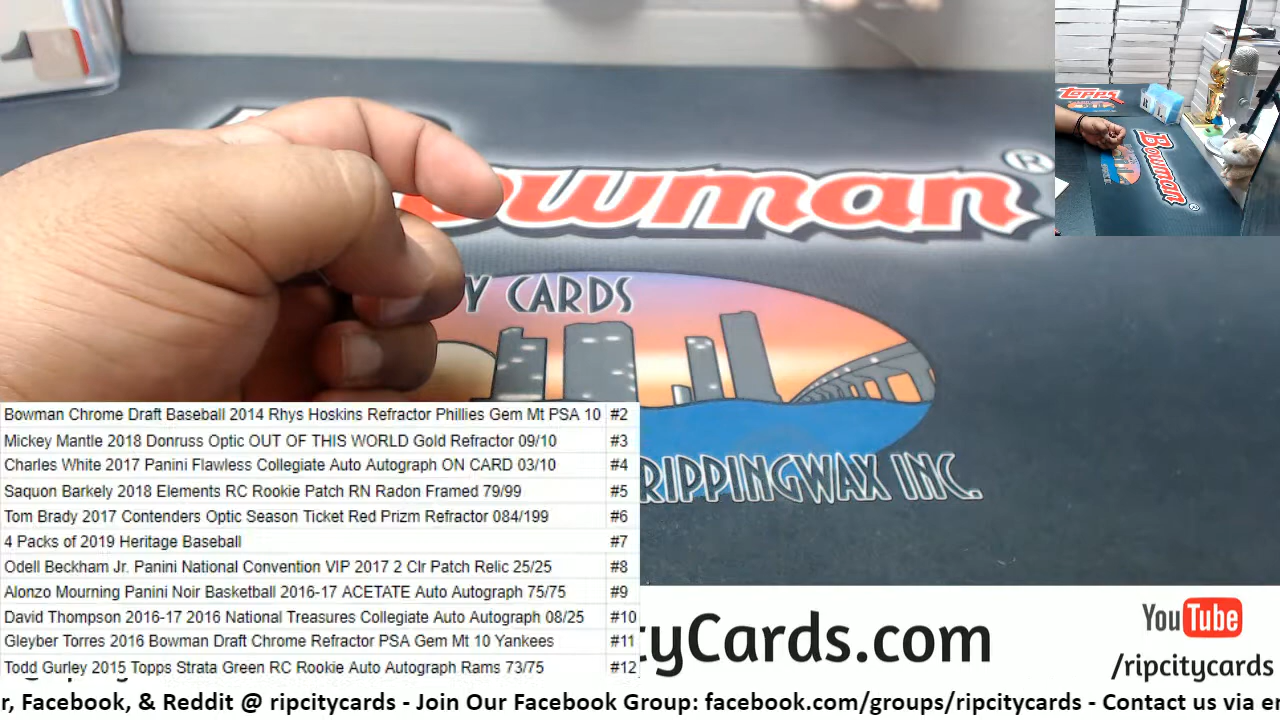 Topps
Bowman
owman®
Y CARDS
Bowman Chrome Draft Baseball 2014 Rhys Hoskins Refractor Phillies Gem Mt PSA 10 #2
Mickey Mantle 2018 Donruss Optic OUT OF THIS WORLD Gold Refractor 09/10 #3
Charles White 2017 Panini Flawless Collegiate Auto Autograph ON CARD 03/10 #4
Saquon Barkely 2018 Elements RC Rookie Patch RN Radon Framed 79/99 #5
RIPPINGWAX INC.
Tom Brady 2017 Contenders Optic Season Ticket Red Prizm Refractor 084/199 #6
4 Packs of 2019 Heritage Baseball #7
Odell Beckham Jr. Panini National Convention VIP 2017 2 Clr Patch Relic 25/25 #8
Alonzo Mourning Panini Noir Basketball 2016-17 ACETATE Auto Autograph 75/75 #9
David Thompson 2016-17 2016 National Treasures Collegiate Auto Autograph 08/25 #10
Gleyber Torres 2016 Bowman Draft Chrome Refractor PSA Gem Mt 10 Yankees #11
Todd Gurley 2015 Topps Strata Green RC Rookie Auto Autograph Rams 73/75 #12
tyCards.com
YouTube
/ripcitycards
r, Facebook, & Reddit @ ripcitycards - Join Our Facebook Group: facebook.com/groups/ripcitycards - Contact us via e